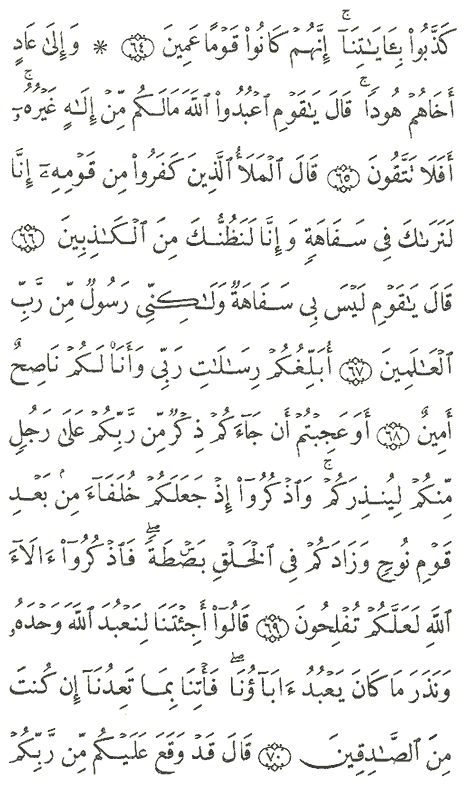 كَذَّبُواْ بِـَٔايَـٰتِنَآۚ إِنَّهُمۡ كَانُواْ قَوۡمًا عَمِينَ ﴿٦٤﴾ ۞ وَإِلَىٰ عَادٍ
أَخَاهُمۡ هُودًاۚ قَالَ يَـٰقَوۡمِ ٱعۡبُدُواْ ٱللَّهَ مَالَكُم مِّنۡ إِلَـٰهٍ غَيۡرُهُۥٓۚ
أَفَلَا تَتَّقُونَ ﴿٦٥﴾ قَالَ ٱلۡمَلَأُ ٱلَّذِينَ كَفَرُواْ مِن قَوۡمِهِۦٓ إِنَّا
لَنَرَىٰكَ فِى سَفَاهَةٍ وَإِنَّا لَنَظُنُّكَ مِنَ ٱلۡكَـٰذِبِينَ ﴿٦٦﴾
قَالَ يَـٰقَوۡمِ لَيۡسَ بِى سَفَاهَةٌ وَلَـٰكِنِّى رَسُولٌ مِّن رَّبِّ
ٱلۡعَـٰلَمِينَ ﴿٦٧﴾ أُبَلِّغُكُمۡ رِسَـٰلَـٰتِ رَبِّى وَأَنَا۠ لَكُمۡ نَاصِحٌ
أَمِينٌ ﴿٦٨﴾ أَوَعَجِبۡتُمۡ أَن جَآءَكُمۡ ذِكۡرٌ مِّن رَّبِّكُمۡ عَلَىٰ رَجُلٍ
مِّنكُمۡ لِيُنذِرَكُمۡۚ وَٱذۡكُرُوٓاْ إِذۡ جَعَلَكُمۡ خُلَفَآءَ مِنۢ بَعۡدِ
قَوۡمِ نُوحٍ وَزَادَكُمۡ فِى ٱلۡخَلۡقِ بَصۜۡطَةًۖ فَٱذۡكُرُوٓاْ ءَالَآءَ
ٱللَّهِ لَعَلَّكُمۡ تُفۡلِحُونَ ﴿٦٩﴾ قَالُوٓاْ أَجِئۡتَنَا لِنَعۡبُدَ ٱللَّهَ وَحۡدَهُۥ
وَنَذَرَ مَا كَانَ يَعۡبُدُ ءَابَآؤُنَاۖ فَأۡتِنَا بِمَا تَعِدُنَآ إِن كُنتَ
مِنَ ٱلصَّـٰدِقِينَ ﴿٧٠﴾ قَالَ قَدۡ وَقَعَ عَلَيۡكُم مِّن رَّبِّكُمۡ